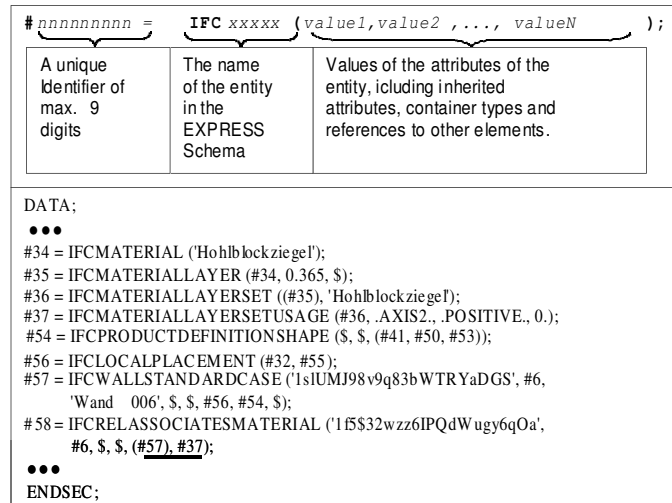 #nnnnnnnnn = IFC xxxxx (value1,value2 ,..., valueN );
A unique
Identifier of
max. 9
digits
The name
of the entity
in the
EXPRESS
Schema
Values of the attributes of the
entity, icluding inherited
attributes, container types and
references to other elements.
DATA;
●●●
#34 = IFCMATERIAL ('Hohlblockziegel');
#35 = IFCMATERIALLAYER (#34, 0.365, $);
#36 = IFCMATERIALLAYERSET ((#35), 'Hohlblockziegel');
#37 = IFCMATERIALLAYERSETUSAGE (#36, .AXIS2., .POSITIVE., 0.);
#54 = IFCPRODUCTDEFINITIONSHAPE ($, $, (#41, #50, #53));
#56 = IFCLOCALPLACEMENT (#32, #55);
#57 = IFCWALLSTANDARDCASE ('1slUMJ98v9q83bWTRYaDGS', #6,
'Wand 006', $, $, #56, #54, $);
#58 = IFCRELASSOCIATESMATERIAL ('1f5$32wzz6IPQdWugy6qOa',
#6, $, $, (#57), #37);
●●●
ENDSEC;